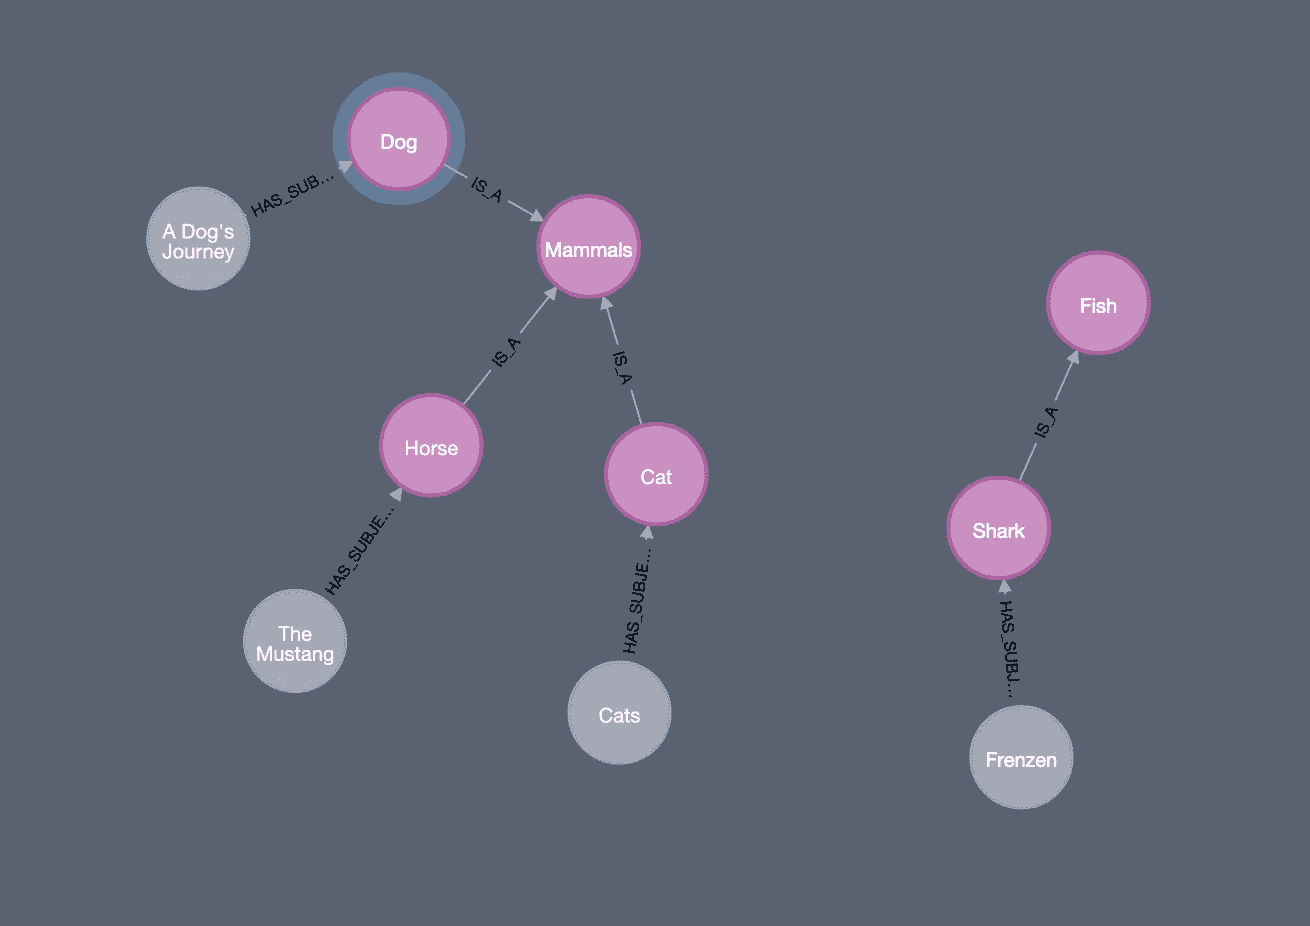 Dog
HAS_SUB...
IS_A
A Dog's
Journey
Mammals
Fish
IS_A
IS_A
IS_A
Horse
Cat
Shark
HAS_SUBJE...
HAS_SUBJE...
HAS_SUBJ...
The
Mustang
Cats
Frenzen